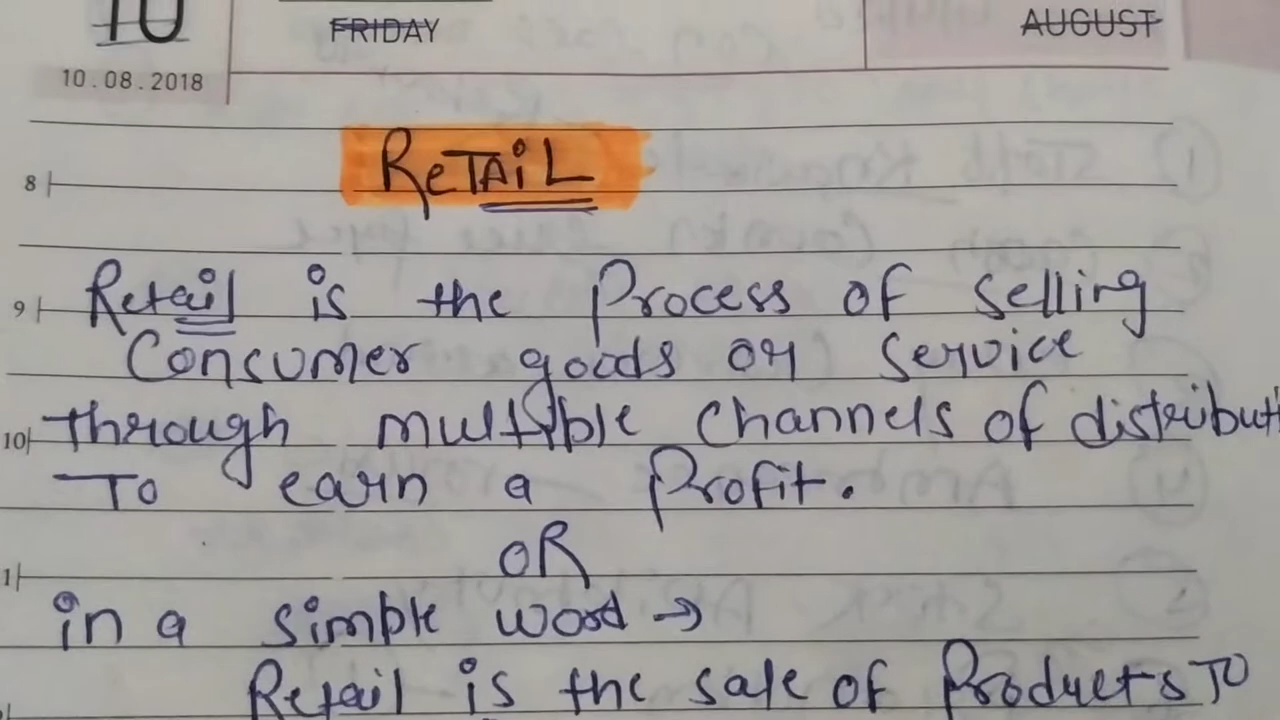 10
FRIDAY
AUGUST
10.08.2018
RETAIL
8
Retail is the Process of Selling
9
Consumer goods or Service
through multiple channels of distribut
10
To earn a Profit.
OR
1
in a simple word →
Retail is the sale of Products TO